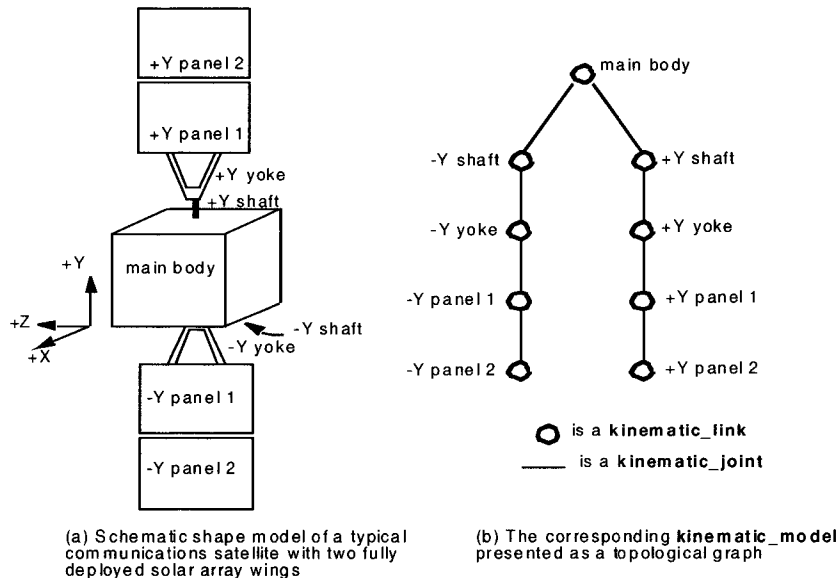 +Y panel 2
+Y panel 1
+Y yoke
+Y shaft
main body
+Y
+Z
+X
-Y shaft
-Y yoke
-Y panel 1
-Y panel 2
(a) Schematic shape model of a typical
communications satellite with two fully
deployed solar array wings
main body
-Y shaft
+Y shaft
-Y yoke
+Y yoke
-Y panel 1
+Y panel 1
-Y panel 2
+Y panel 2
is a kinematic_link
is a kinematic_joint
(b) The corresponding kinematic_model
presented as a topological graph